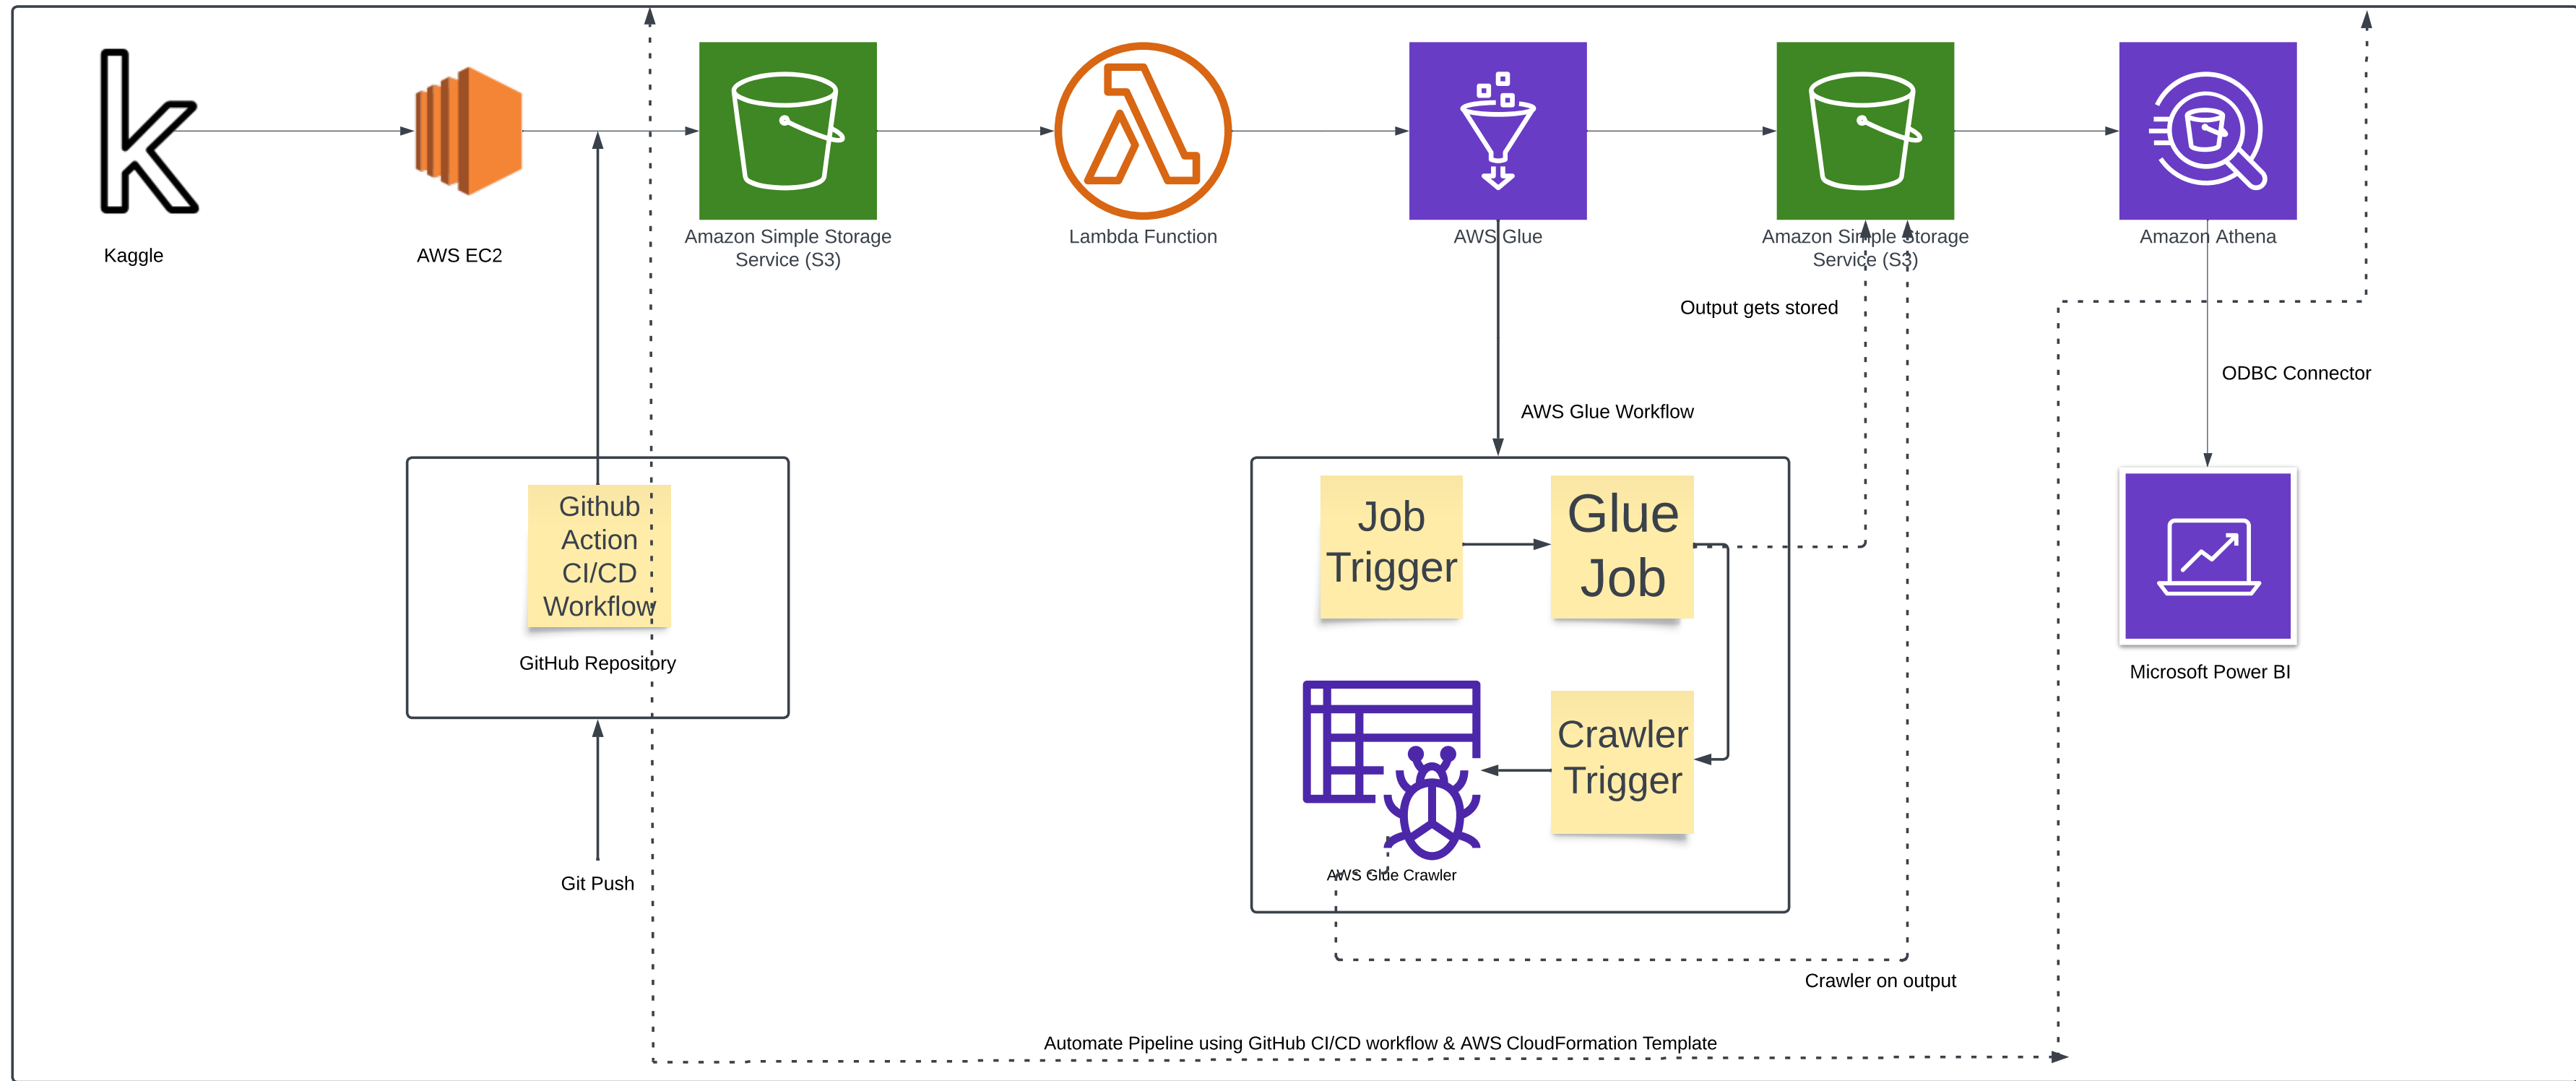 Kaggle
AWS EC2
Amazon Simple Storage
Service (S3)
Lambda Function
AWS Glue
Amazon Simple Storage
Service (S3)
Amazon Athena
Output gets stored
ODBC Connector
AWS Glue Workflow
Github
Action
CI/CD
Workflow
GitHub Repository
Git Push
Job
Trigger
Glue
Job
Crawler
Trigger
AWS Glue Crawler
Microsoft Power BI
Crawler on output
Automate Pipeline using GitHub CI/CD workflow & AWS CloudFormation Template